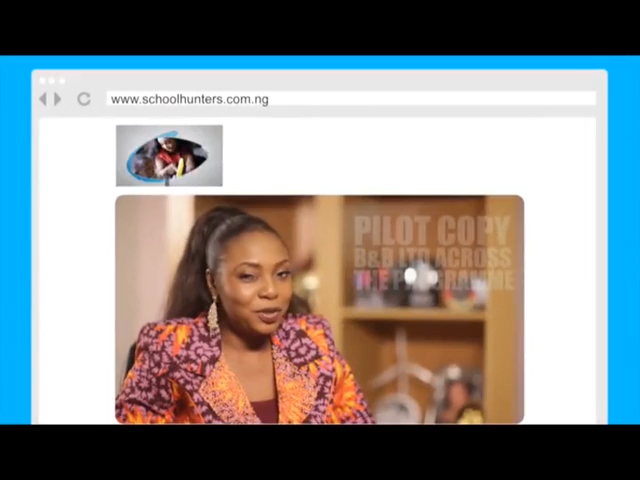 www.schoolhunters.com.ng
PILOT COPY
B&B LTD ACROSS
THE PROGRAMME